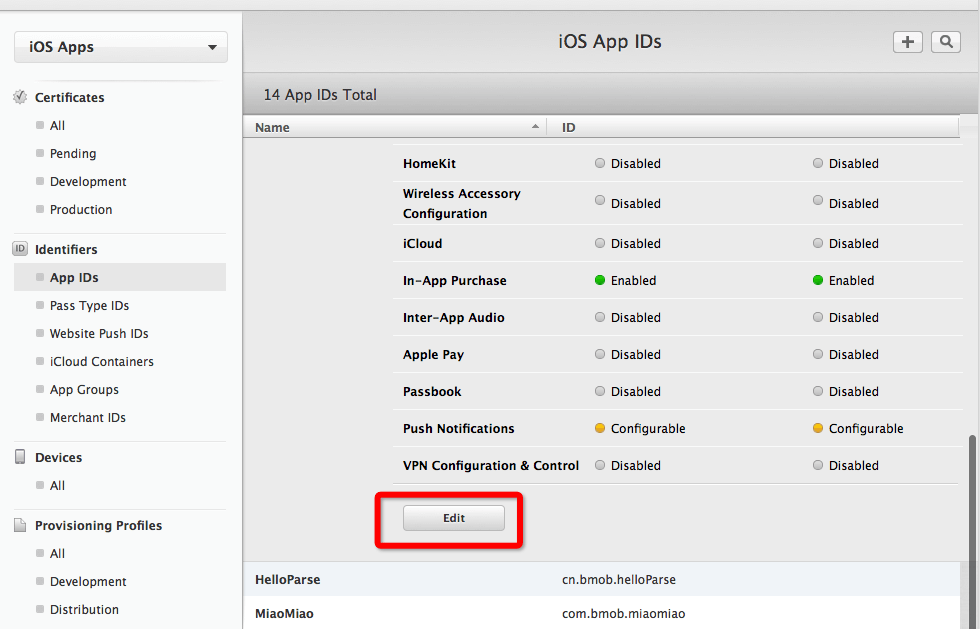 iOS Apps
Certificates
All
Pending
Development
Production
ID
Identifiers
App IDs
Pass Type IDs
Website Push IDs
iCloud Containers
App Groups
Merchant IDs
Devices
All
Provisioning Profiles
All
Development
Distribution
iOS App IDs
14 App IDs Total
Name ID
HomeKit Disabled Disabled
Wireless Accessory
Configuration Disabled Disabled
iCloud Disabled Disabled
In-App Purchase Enabled Enabled
Inter-App Audio Disabled Disabled
Apple Pay Disabled Disabled
Passbook Disabled Disabled
Push Notifications Configurable Configurable
VPN Configuration & Control Disabled Disabled
Edit
HelloParse cn.bmob.helloParse
MiaoMiao com.bmob.miaomiao